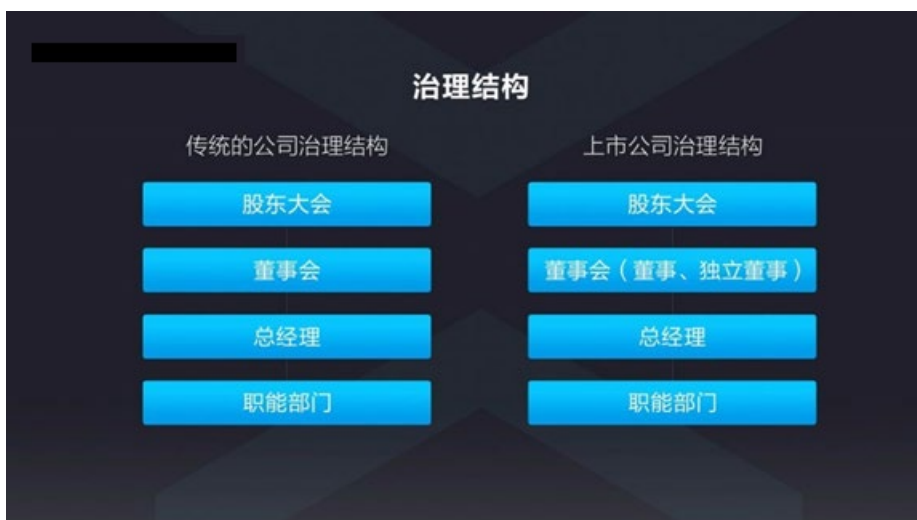 治理结构
传统的公司治理结构
股东大会
董事会
总经理
职能部门
上市公司治理结构
股东大会
董事会（董事、独立董事）
总经理
职能部门